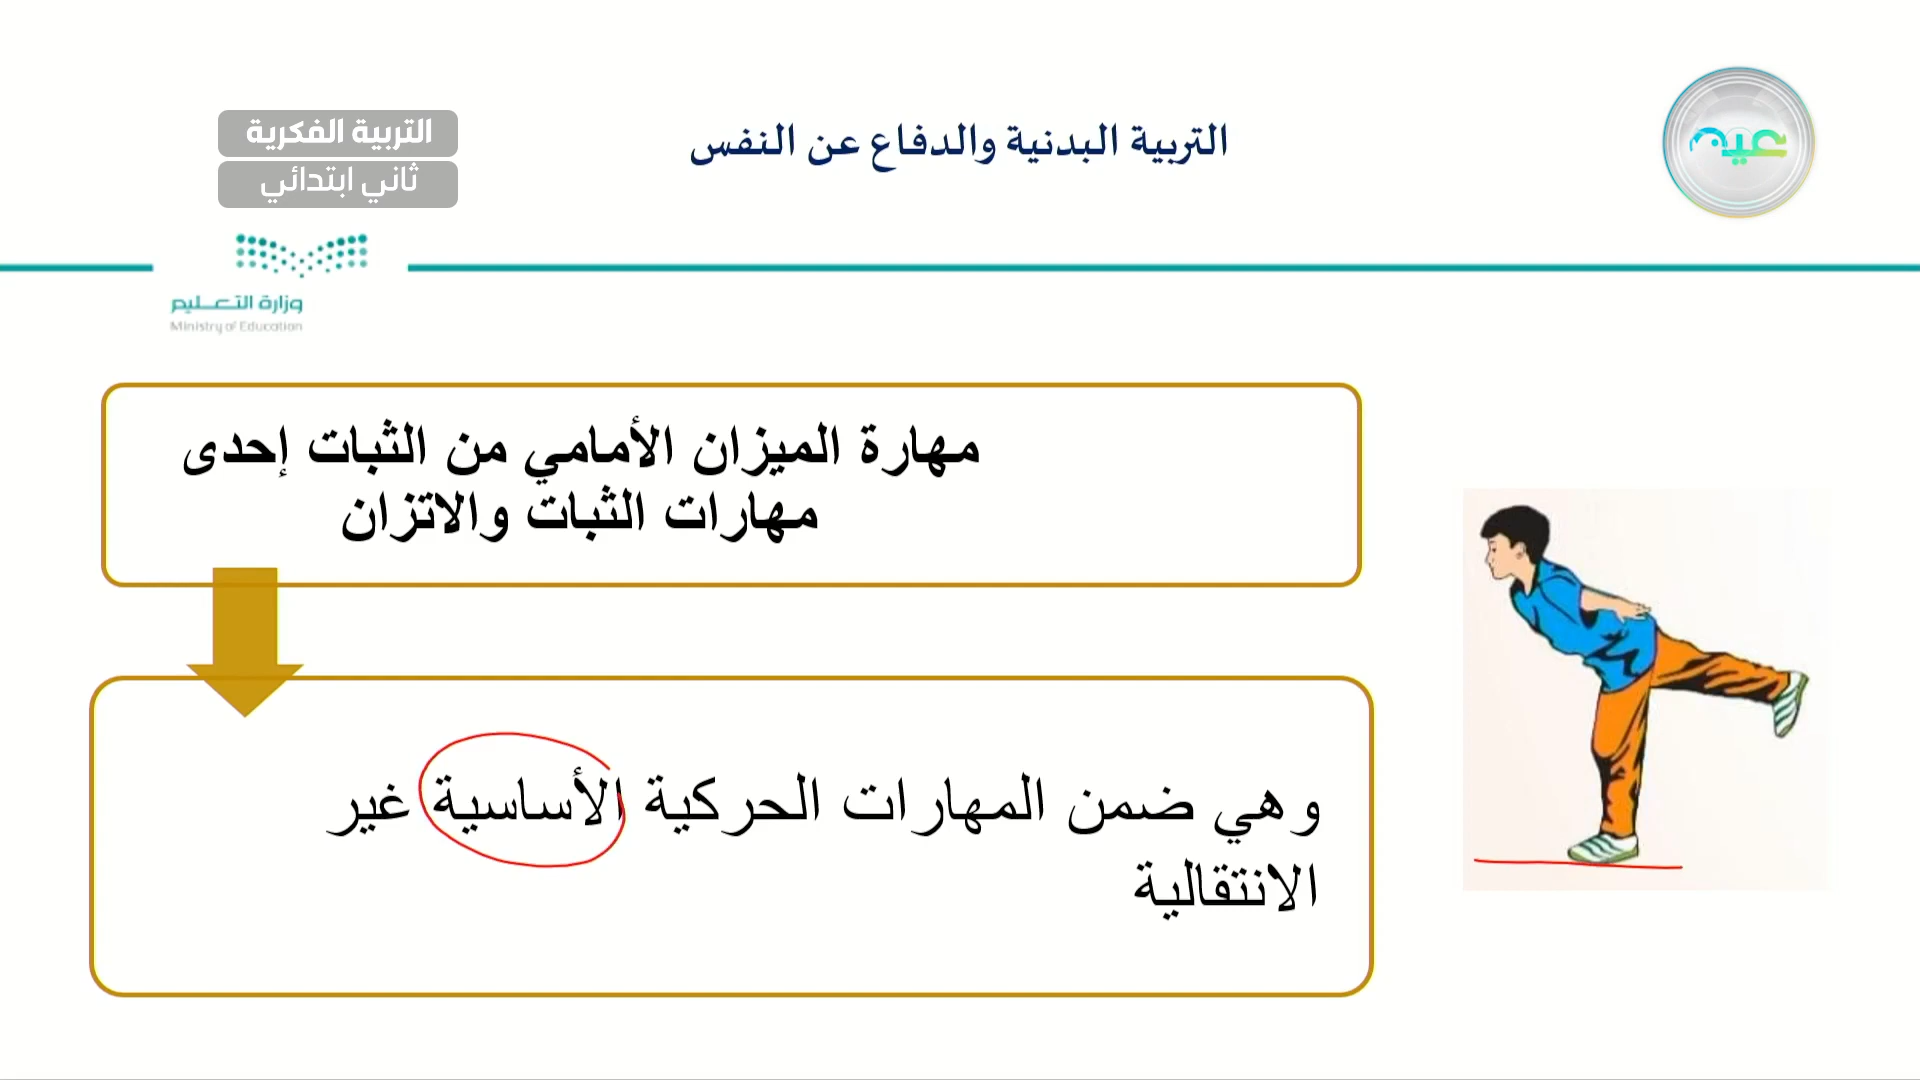 التربية الفكرية
ثاني ابتدائي
التربية البدنية والدفاع عن النفس
عين
وزارة التعليم
Ministry of Education
مهارة الميزان الأمامي من الثبات إحدى
مهارات الثبات والاتزان
وهي ضمن المهارات الحركية الأساسية غير
الانتقالية